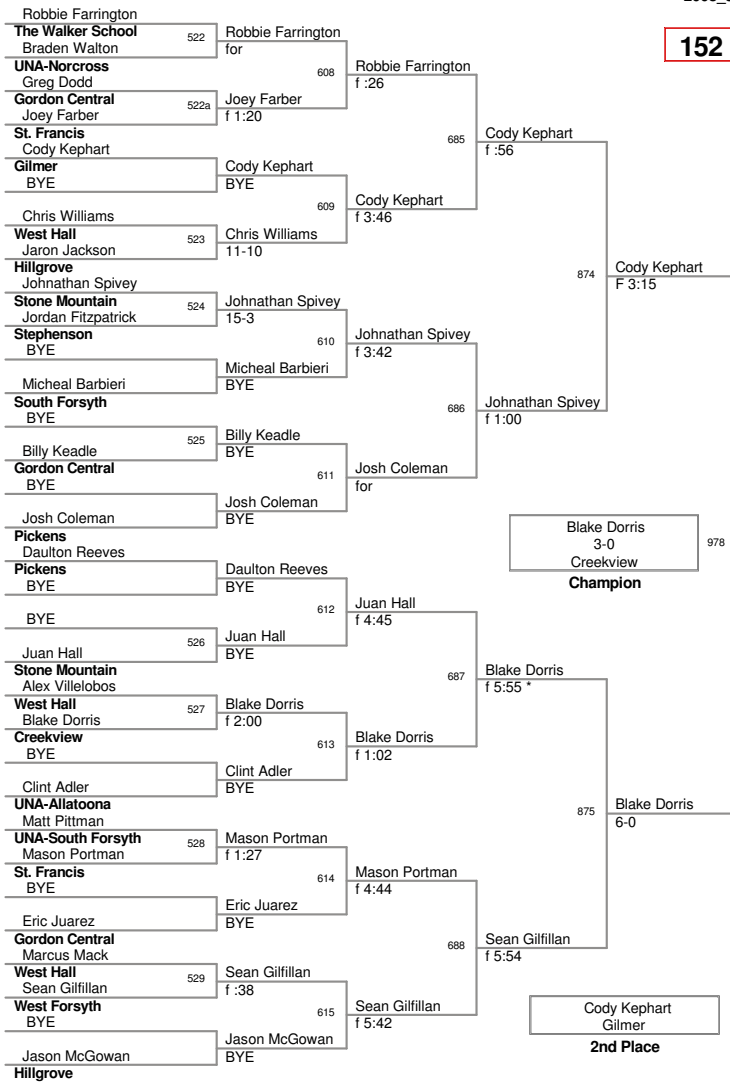 152
Robbie Farrington
The Walker School
Braden Walton
UNA-Norcross
Greg Dodd
Gordon Central
Joey Farber
St. Francis
Cody Kephart
Gilmer
BYE
Chris Williams
West Hall
Jaron Jackson
Hillgrove
Johnathan Spivey
Stone Mountain
Jordan Fitzpatrick
Stephenson
BYE
Micheal Barbieri
South Forsyth
BYE
Billy Keadle
Gordon Central
BYE
Josh Coleman
Pickens
Daulton Reeves
Pickens
BYE
BYE
Juan Hall
Stone Mountain
Alex Villelobos
West Hall
Blake Dorris
Creekview
BYE
Clint Adler
UNA-Allatoona
Matt Pittman
UNA-South Forsyth
Mason Portman
St. Francis
BYE
Eric Juarez
Gordon Central
Marcus Mack
West Hall
Sean Gilfillan
West Forsyth
BYE
Jason McGowan
Hillgrove
522
522a
523
524
525
526
527
528
529
Robbie Farrington
for
Joey Farber
f 1:20
Cody Kephart
BYE
Chris Williams
11-10
Johnathan Spivey
15-3
Micheal Barbieri
BYE
Billy Keadle
BYE
Josh Coleman
BYE
Daulton Reeves
BYE
Juan Hall
BYE
Blake Dorris
f 2:00
Clint Adler
BYE
Mason Portman
f 1:27
Eric Juarez
BYE
Sean Gilfillan
f :38
Jason McGowan
BYE
608
609
610
611
612
613
614
615
Robbie Farrington
f :26
Cody Kephart
f 3:46
Johnathan Spivey
f 3:42
Josh Coleman
for
Juan Hall
f 4:45
Blake Dorris
f 1:02
Mason Portman
f 4:44
Sean Gilfillan
f 5:42
685
686
687
688
Cody Kephart
f :56
Johnathan Spivey
f 1:00
Blake Dorris
f 5:55 *
Sean Gilfillan
f 5:54
874
875
Cody Kephart
F 3:15
Blake Dorris
6-0
Blake Dorris
3-0
Creekview
978
Champion
Cody Kephart
Gilmer
2nd Place